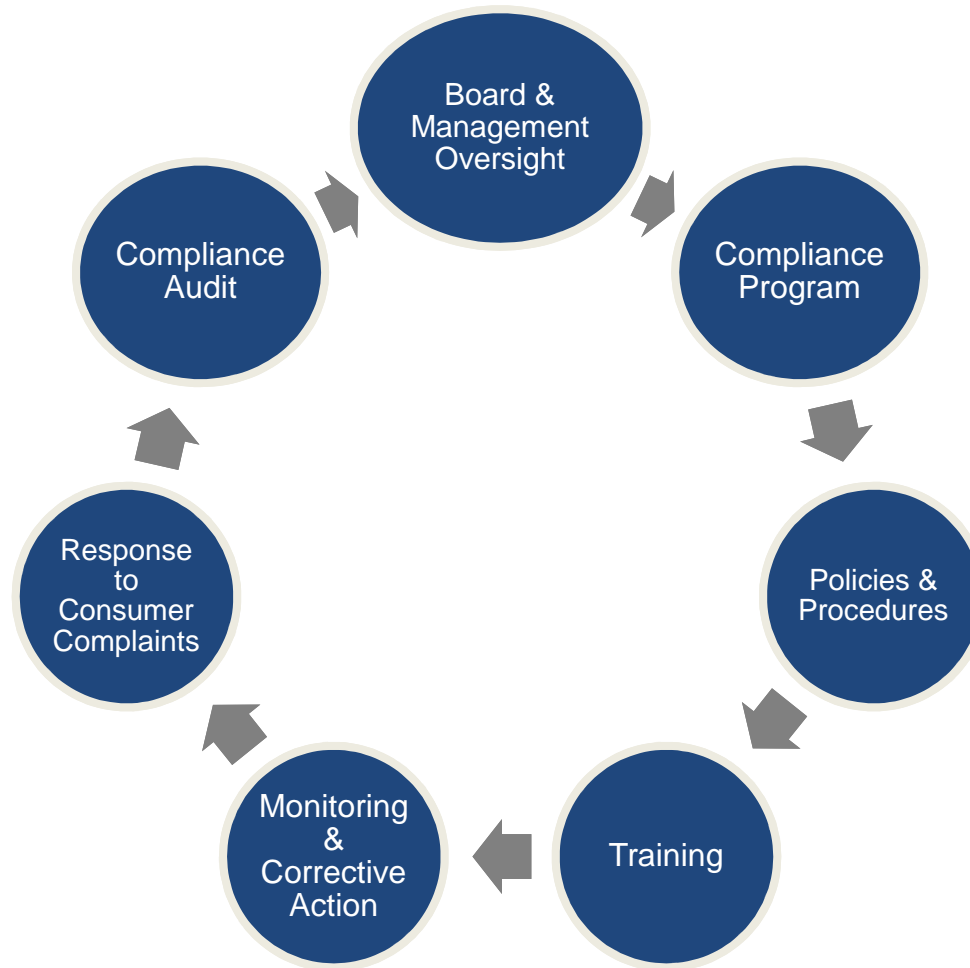 Board &
Management
Oversight
Compliance
Program
Policies &
Procedures
Training
Monitoring
&
Corrective
Action
Response
to
Consumer
Complaints
Compliance
Audit